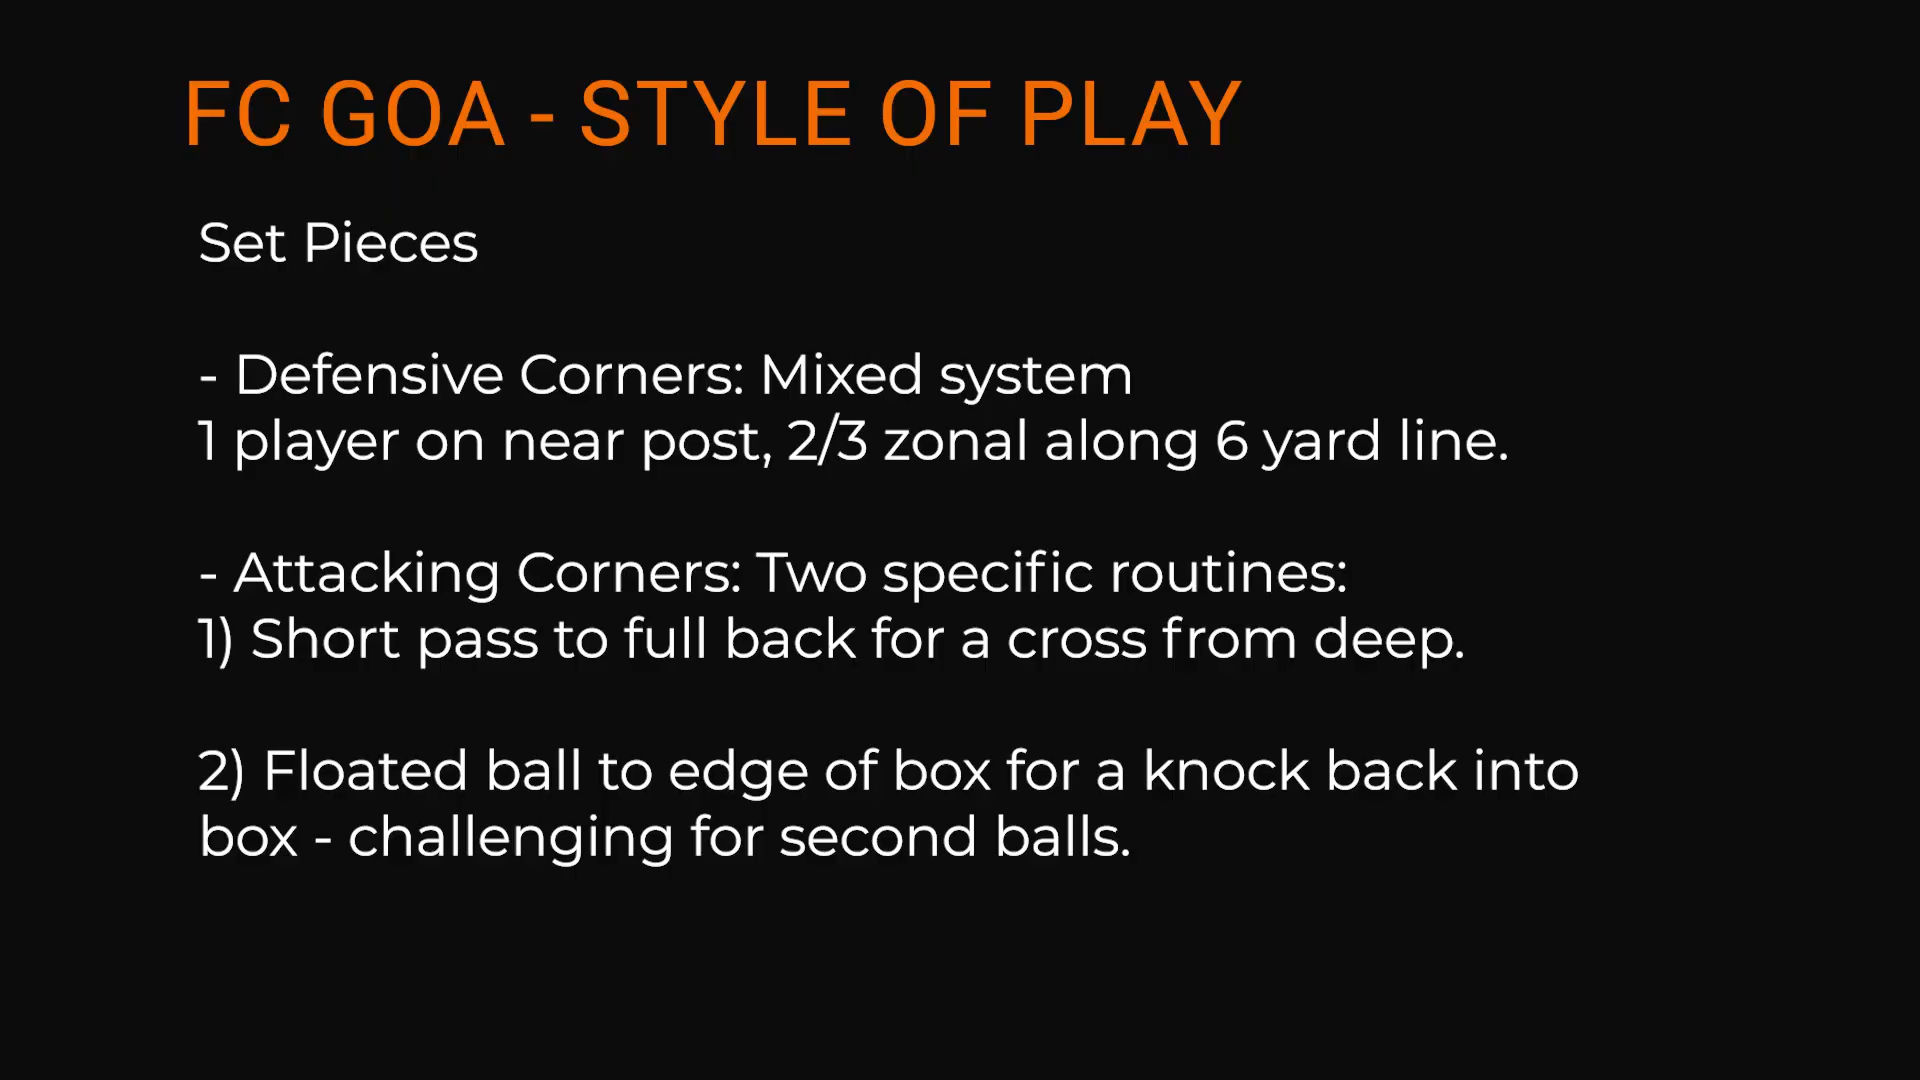 FC GOA - STYLE OF PLAY
Set Pieces
- Defensive Corners: Mixed system
1 player on near post, 2/3 zonal along 6 yard line.
- Attacking Corners: Two specific routines:
1) Short pass to full back for a cross from deep.
2) Floated ball to edge of box for a knock back into
box - challenging for second balls.